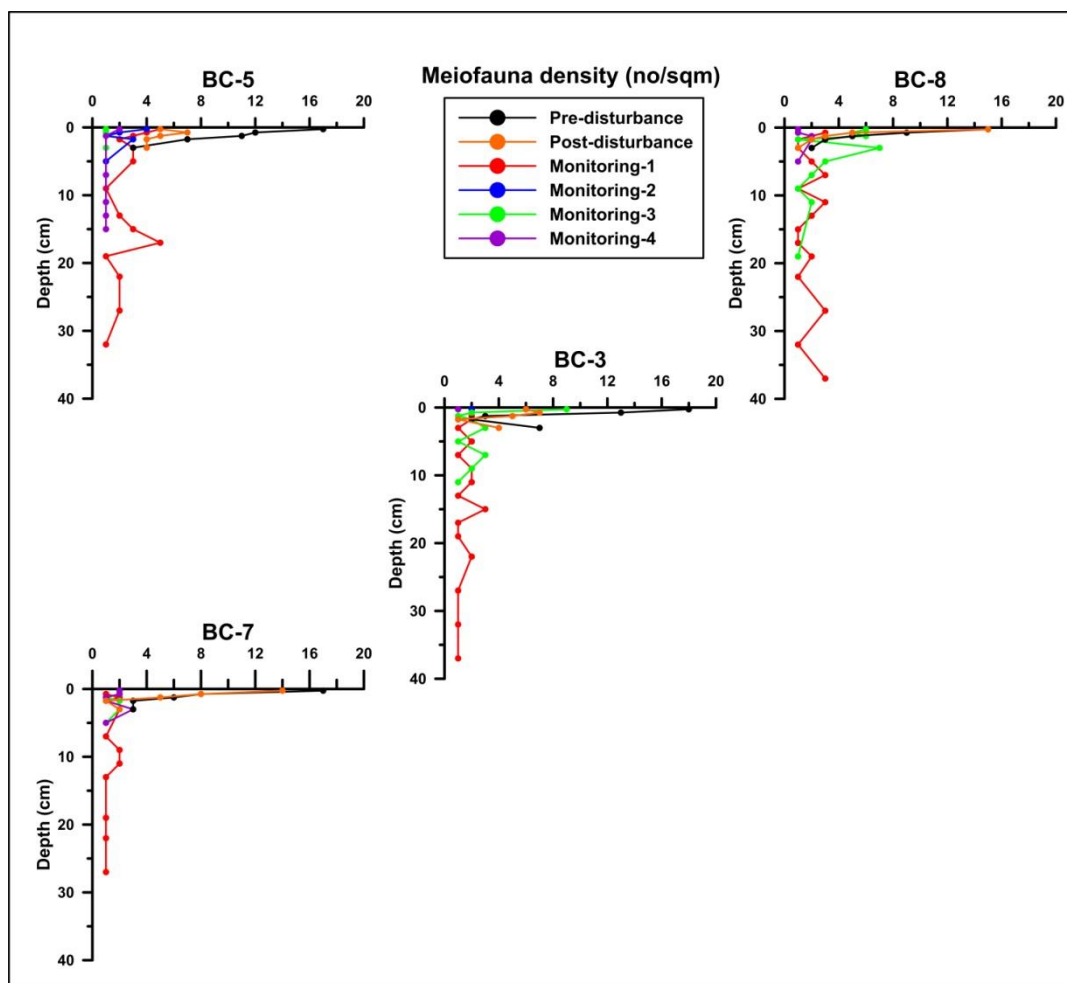 BC-5
0 4 8 12 16 20
0
10
20
30
40
Depth (cm)
Meiofauna density (no/sqm)
Pre-disturbance
Post-disturbance
Monitoring-1
Monitoring-2
Monitoring-3
Monitoring-4
BC-8
0 4 8 12 16 20
0
10
20
30
40
Depth (cm)
BC-3
0 4 8 12 16 20
0
10
20
30
40
Depth (cm)
BC-7
0 4 8 12 16 20
0
10
20
30
40
Depth (cm)